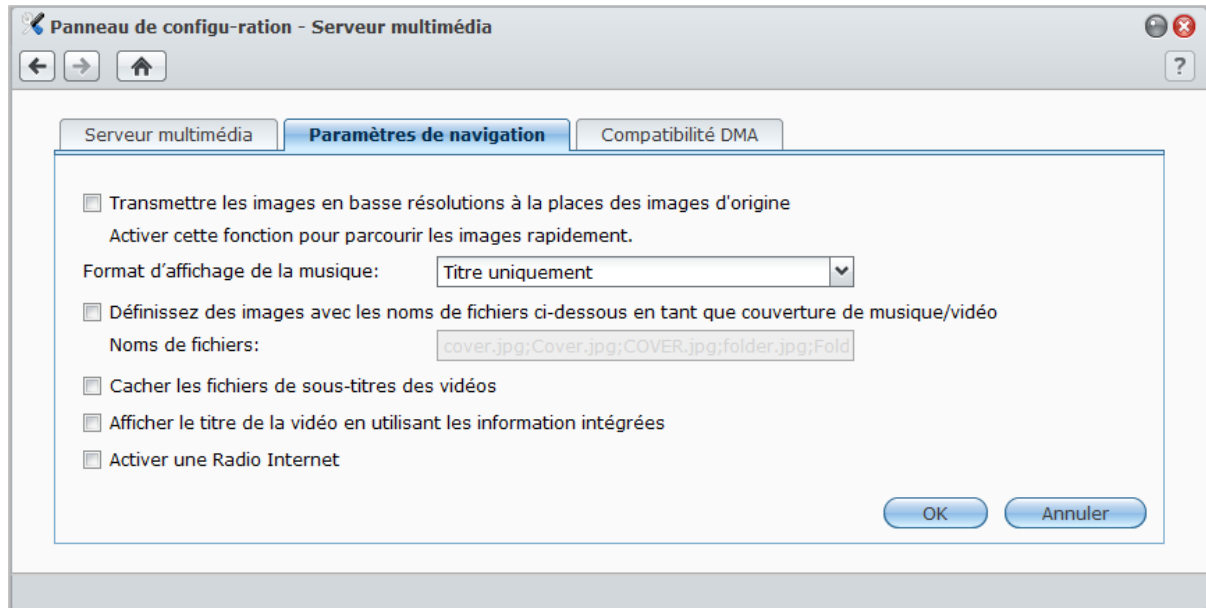 Panneau de configu-ration - Serveur multimédia
?
Serveur multimédia Paramètres de navigation Compatibilité DMA
Transmettre les images en basse résolutions à la places des images d'origine
Activer cette fonction pour parcourir les images rapidement.
Format d’affichage de la musique: Titre uniquement
Définissez des images avec les noms de fichiers ci-dessous en tant que couverture de musique/vidéo
Noms de fichiers: cover.jpg;Cover.jpg;COVER.jpg;folder.jpg;Fold
Cacher les fichiers de sous-titres des vidéos
Afficher le titre de la vidéo en utilisant les information intégrées
Activer une Radio Internet
OK Annuler